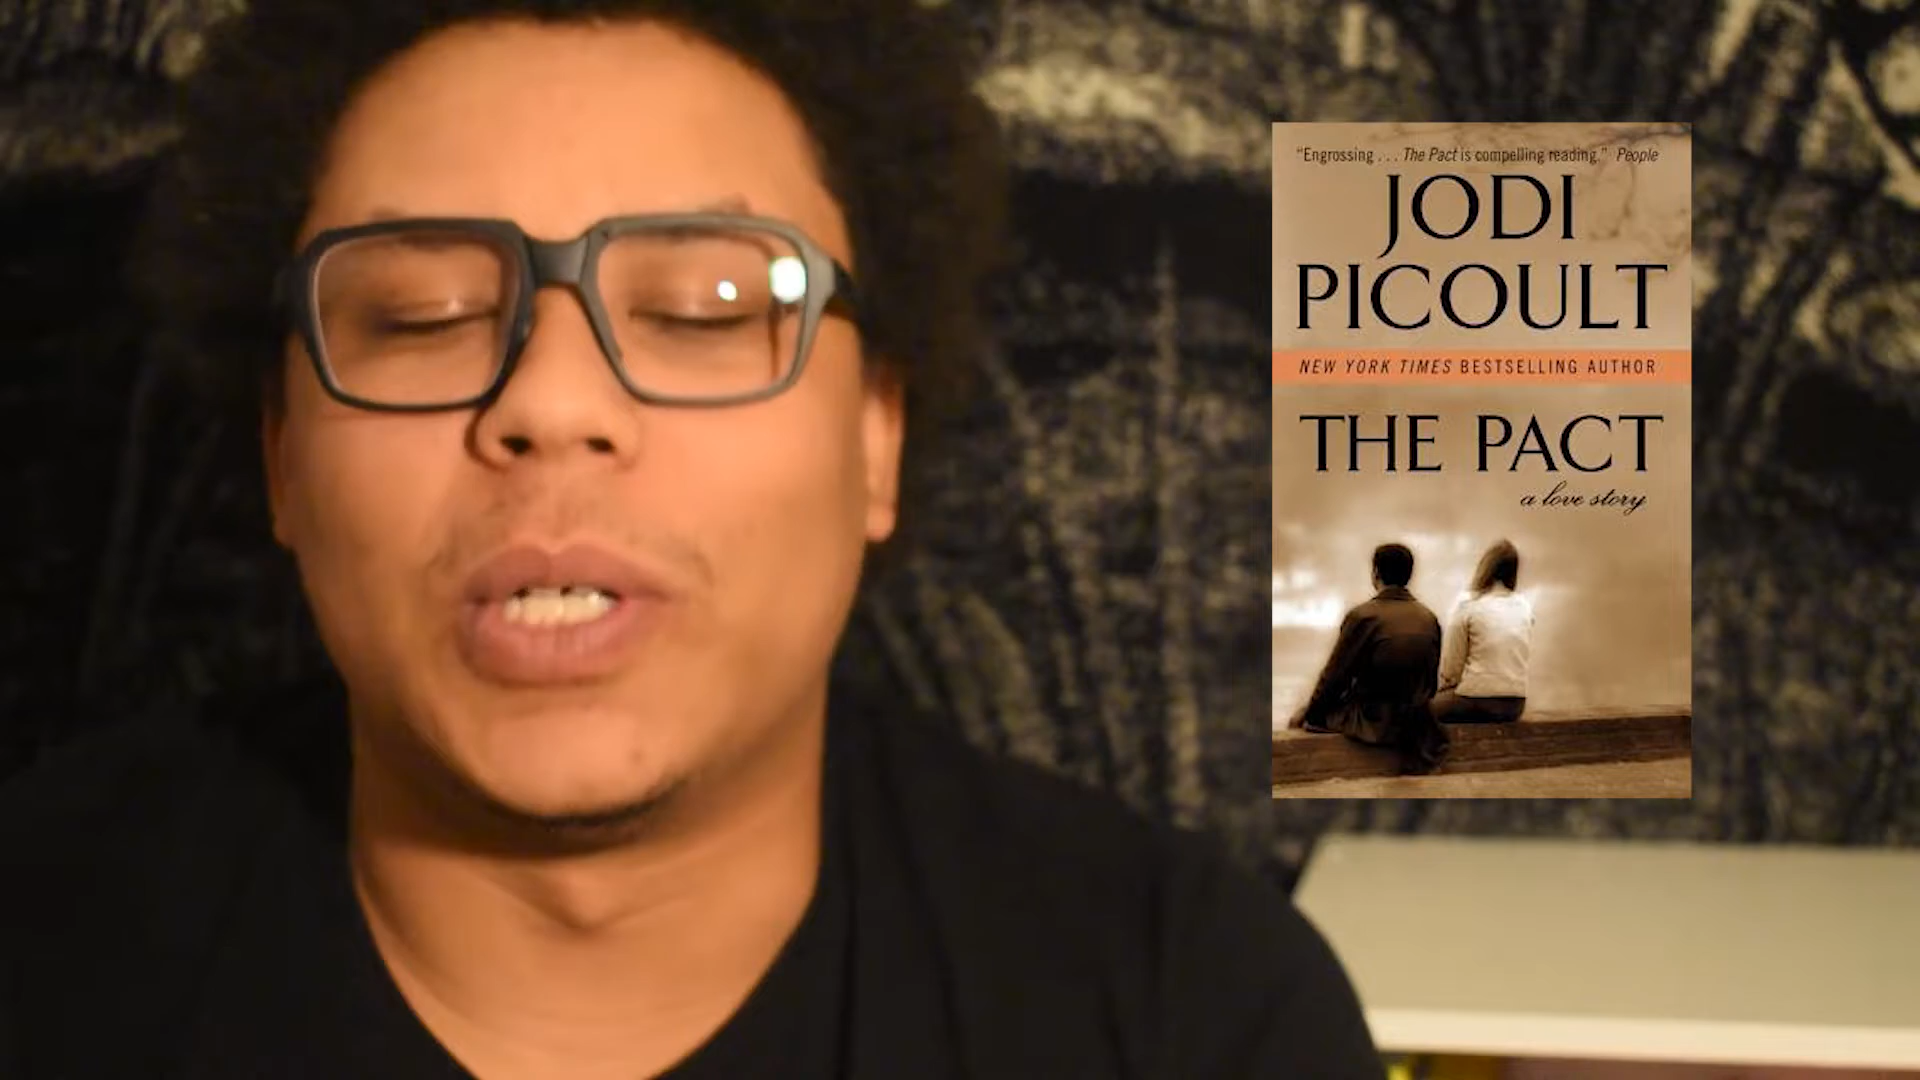 "Engrossing . . . The Pact is compelling reading." People
JODI
PICOULT
NEW YORK TIMES BESTSELLING AUTHOR
THE PACT
a love story